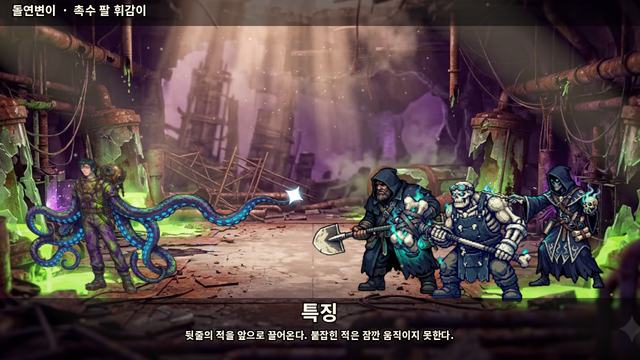 돌연변이 · 촉수 팔 휘감이
특징
뒷줄의 적을 앞으로 끌어온다. 붙잡힌 적은 잠깐 움직이지 못한다.